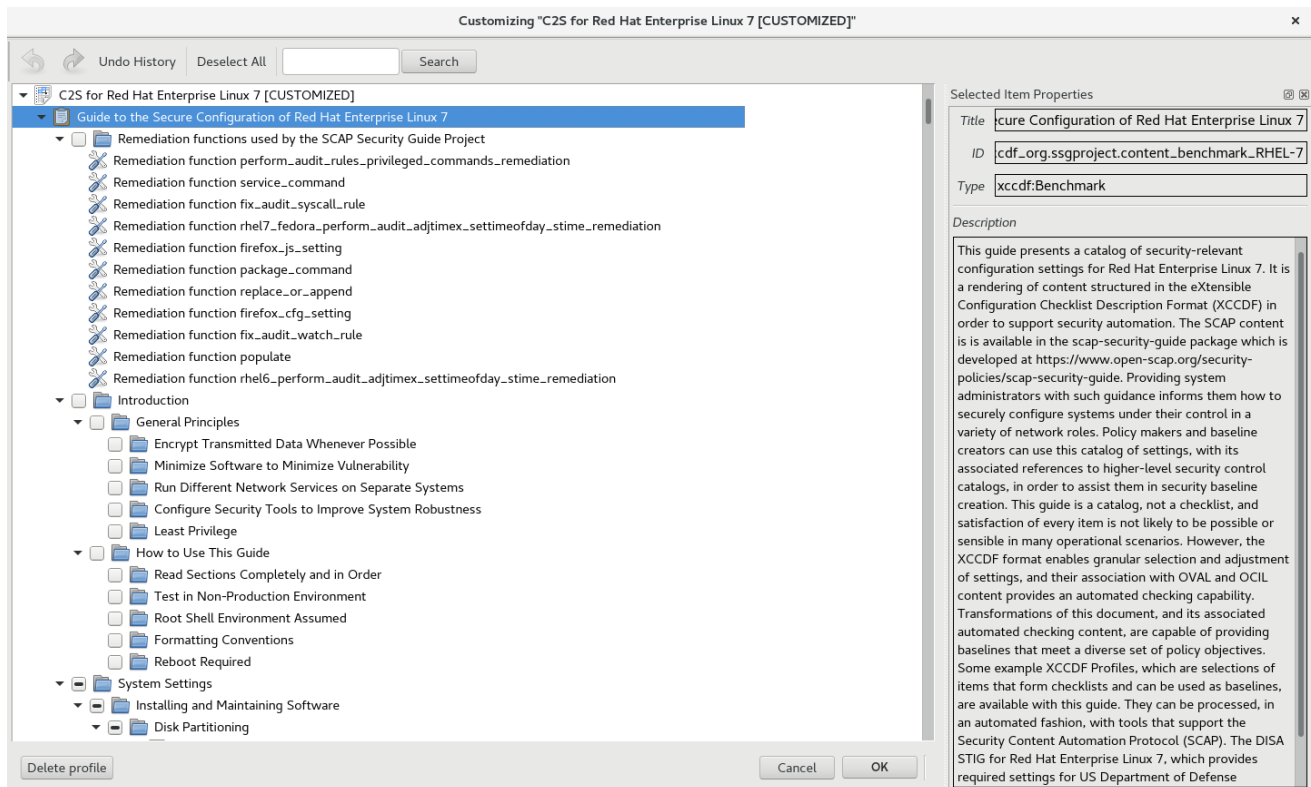 Customizing "C2S for Red Hat Enterprise Linux 7 [CUSTOMIZED]"
Undo History
Deselect All
Search
C2S for Red Hat Enterprise Linux 7 [CUSTOMIZED]
Guide to the Secure Configuration of Red Hat Enterprise Linux 7
Remediation functions used by the SCAP Security Guide Project
Remediation function perform_audit_rules_privileged_commands_remediation
Remediation function service_command
Remediation function fix_audit_syscall_rule
Remediation function rhel7_fedora_perform_audit_adjtimex_settimeofday_stime_remediation
Remediation function firefox_js_setting
Remediation function package_command
Remediation function replace_or_append
Remediation function firefox_cfg_setting
Remediation function fix_audit_watch_rule
Remediation function populate
Remediation function rhel6_perform_audit_adjtimex_settimeofday_stime_remediation
Introduction
General Principles
Encrypt Transmitted Data Whenever Possible
Minimize Software to Minimize Vulnerability
Run Different Network Services on Separate Systems
Configure Security Tools to Improve System Robustness
Least Privilege
How to Use This Guide
Read Sections Completely and in Order
Test in Non-Production Environment
Root Shell Environment Assumed
Formatting Conventions
Reboot Required
System Settings
Installing and Maintaining Software
Disk Partitioning
Delete profile
Cancel
OK
Selected Item Properties
Title
cure Configuration of Red Hat Enterprise Linux 7
ID
cdf_org.ssgproject.content_benchmark_RHEL-7
Type
xccdf:Benchmark
Description
This guide presents a catalog of security-relevant
configuration settings for Red Hat Enterprise Linux 7. It is
a rendering of content structured in the eXtensible
Configuration Checklist Description Format (XCCDF) in
order to support security automation. The SCAP content
is is available in the scap-security-guide package which is
developed at https://www.open-scap.org/security-
policies/scap-security-guide. Providing system
administrators with such guidance informs them how to
securely configure systems under their control in a
variety of network roles. Policy makers and baseline
creators can use this catalog of settings, with its
associated references to higher-level security control
catalogs, in order to assist them in security baseline
creation. This guide is a catalog, not a checklist, and
satisfaction of every item is not likely to be possible or
sensible in many operational scenarios. However, the
XCCDF format enables granular selection and adjustment
of settings, and their association with OVAL and OCIL
content provides an automated checking capability.
Transformations of this document, and its associated
automated checking content, are capable of providing
baselines that meet a diverse set of policy objectives.
Some example XCCDF Profiles, which are selections of
items that form checklists and can be used as baselines,
are available with this guide. They can be processed, in
an automated fashion, with tools that support the
Security Content Automation Protocol (SCAP). The DISA
STIG for Red Hat Enterprise Linux 7, which provides
required settings for US Department of Defense